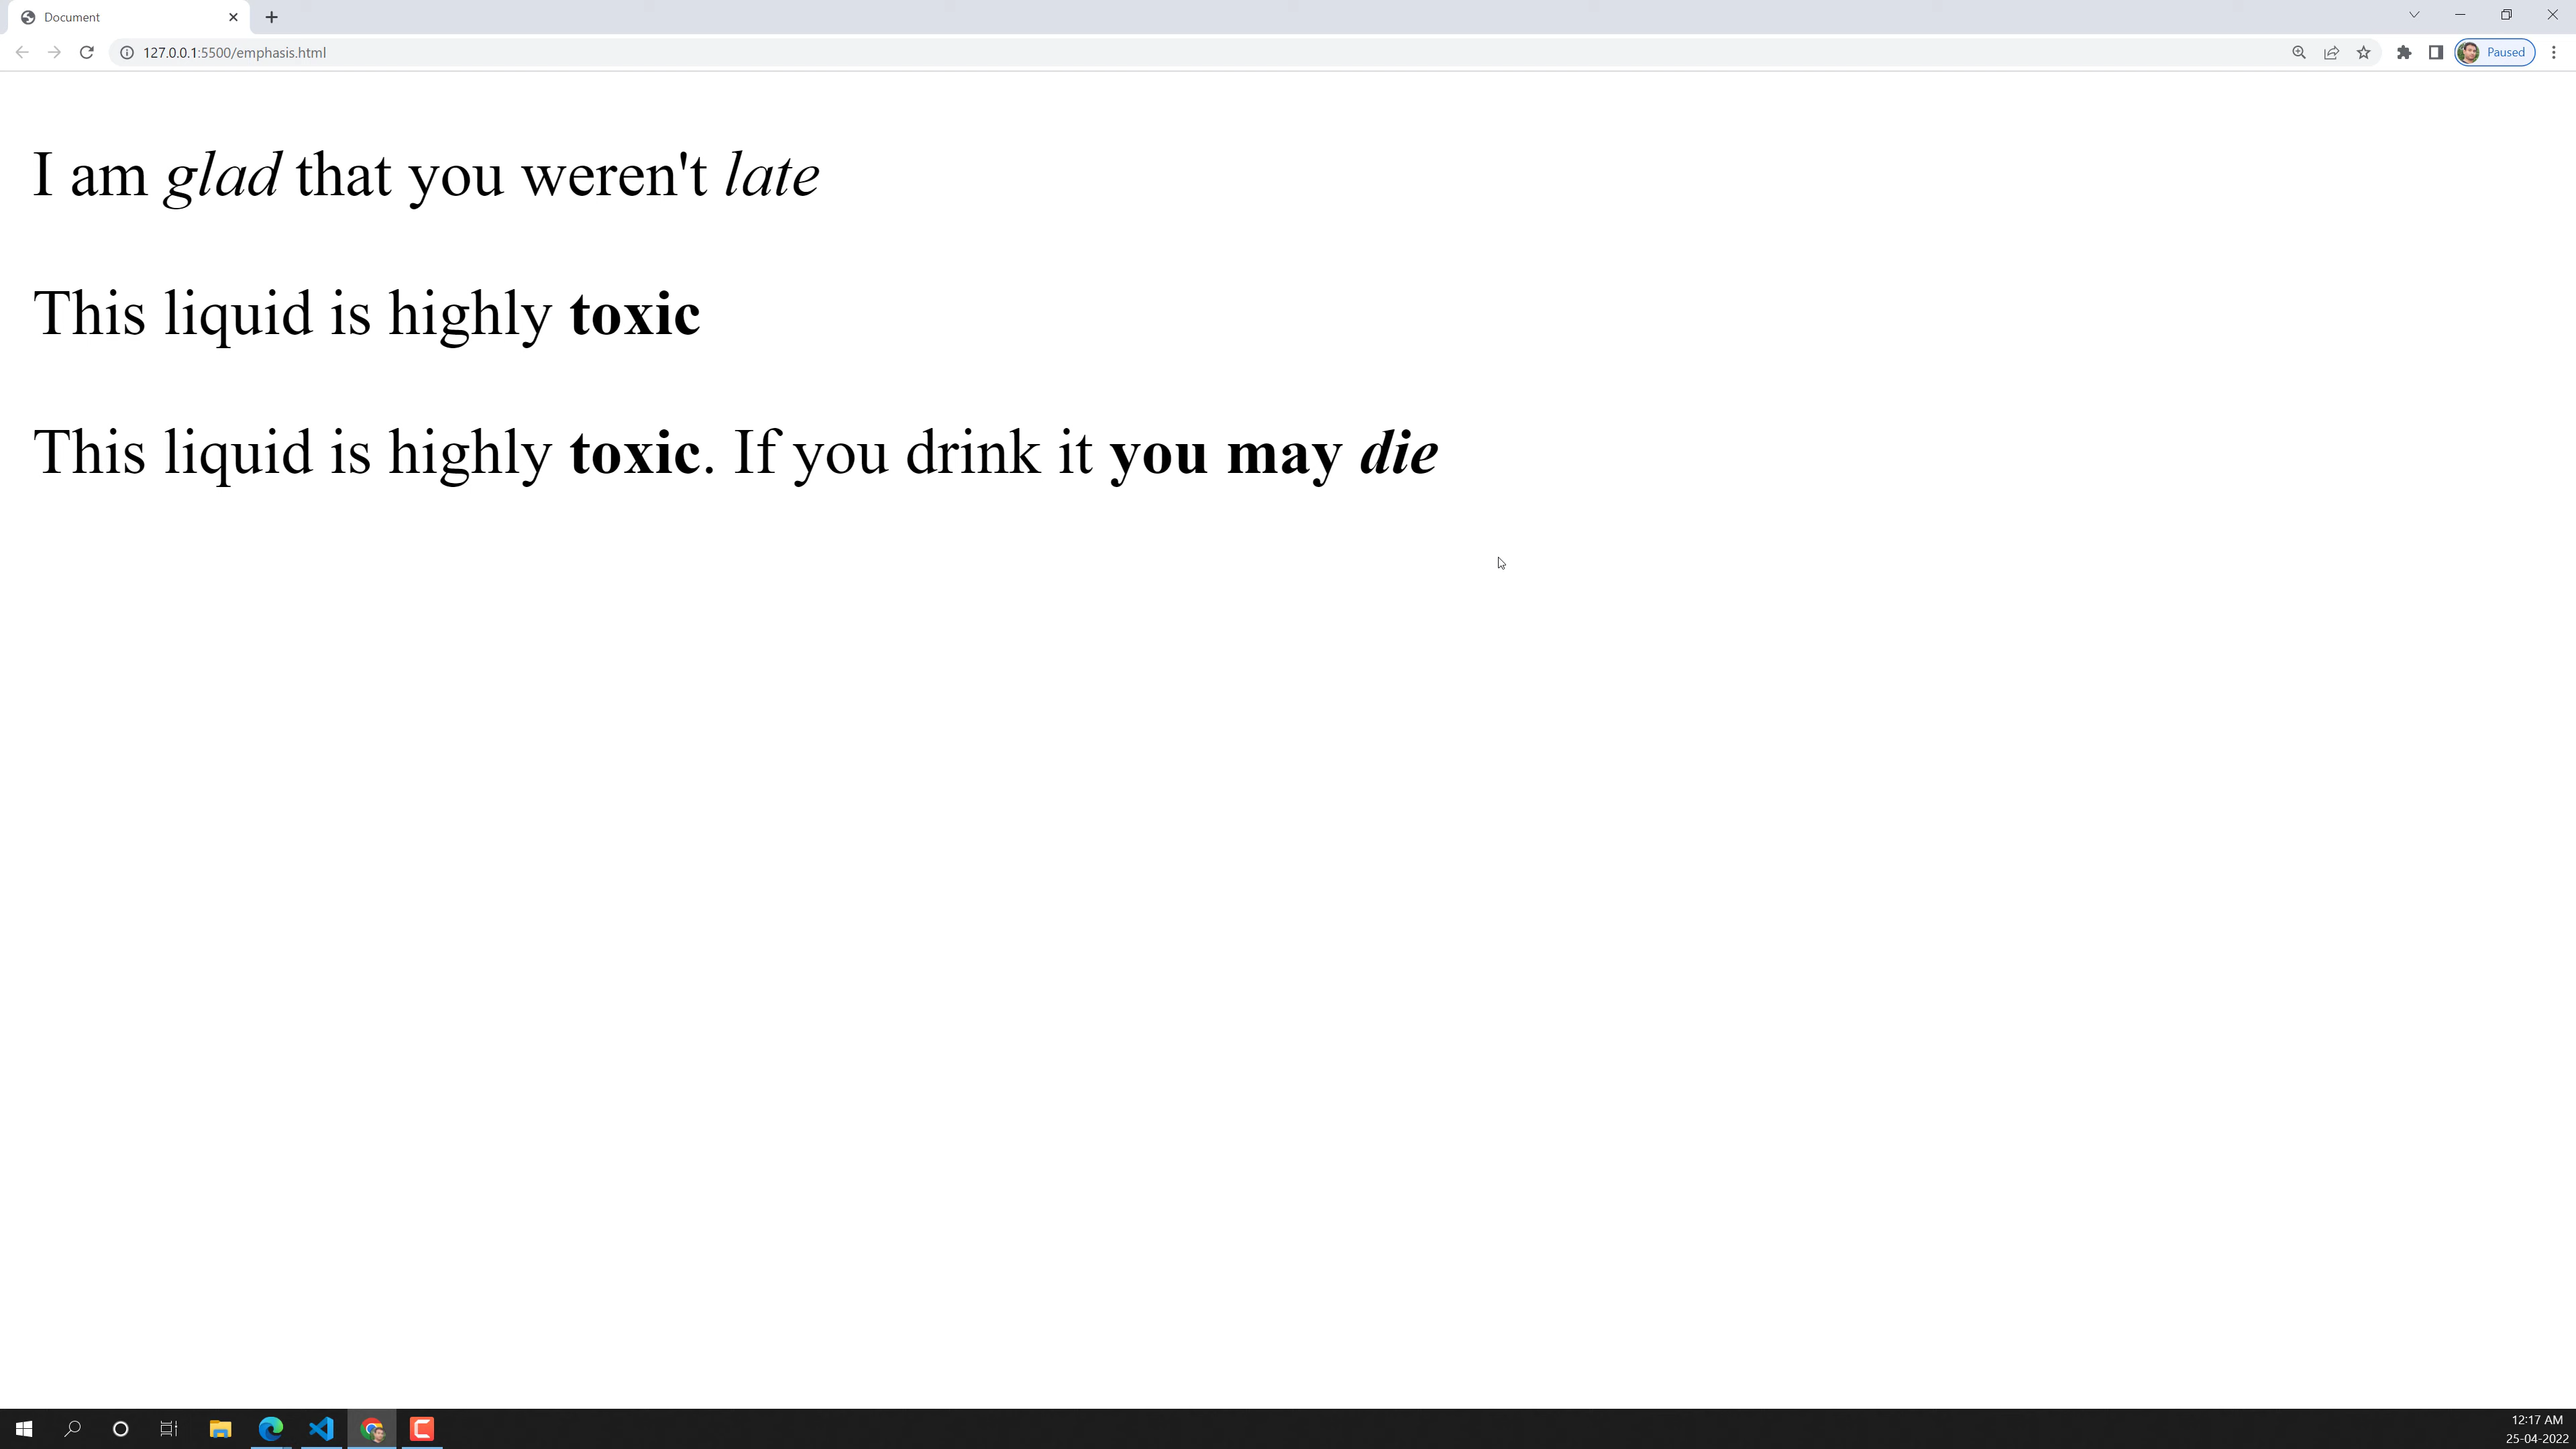 Document
127.0.0.1:5500/emphasis.html
Paused
I am glad that you weren't late
This liquid is highly toxic
This liquid is highly toxic. If you drink it you may die
12:17 AM
25-04-2022